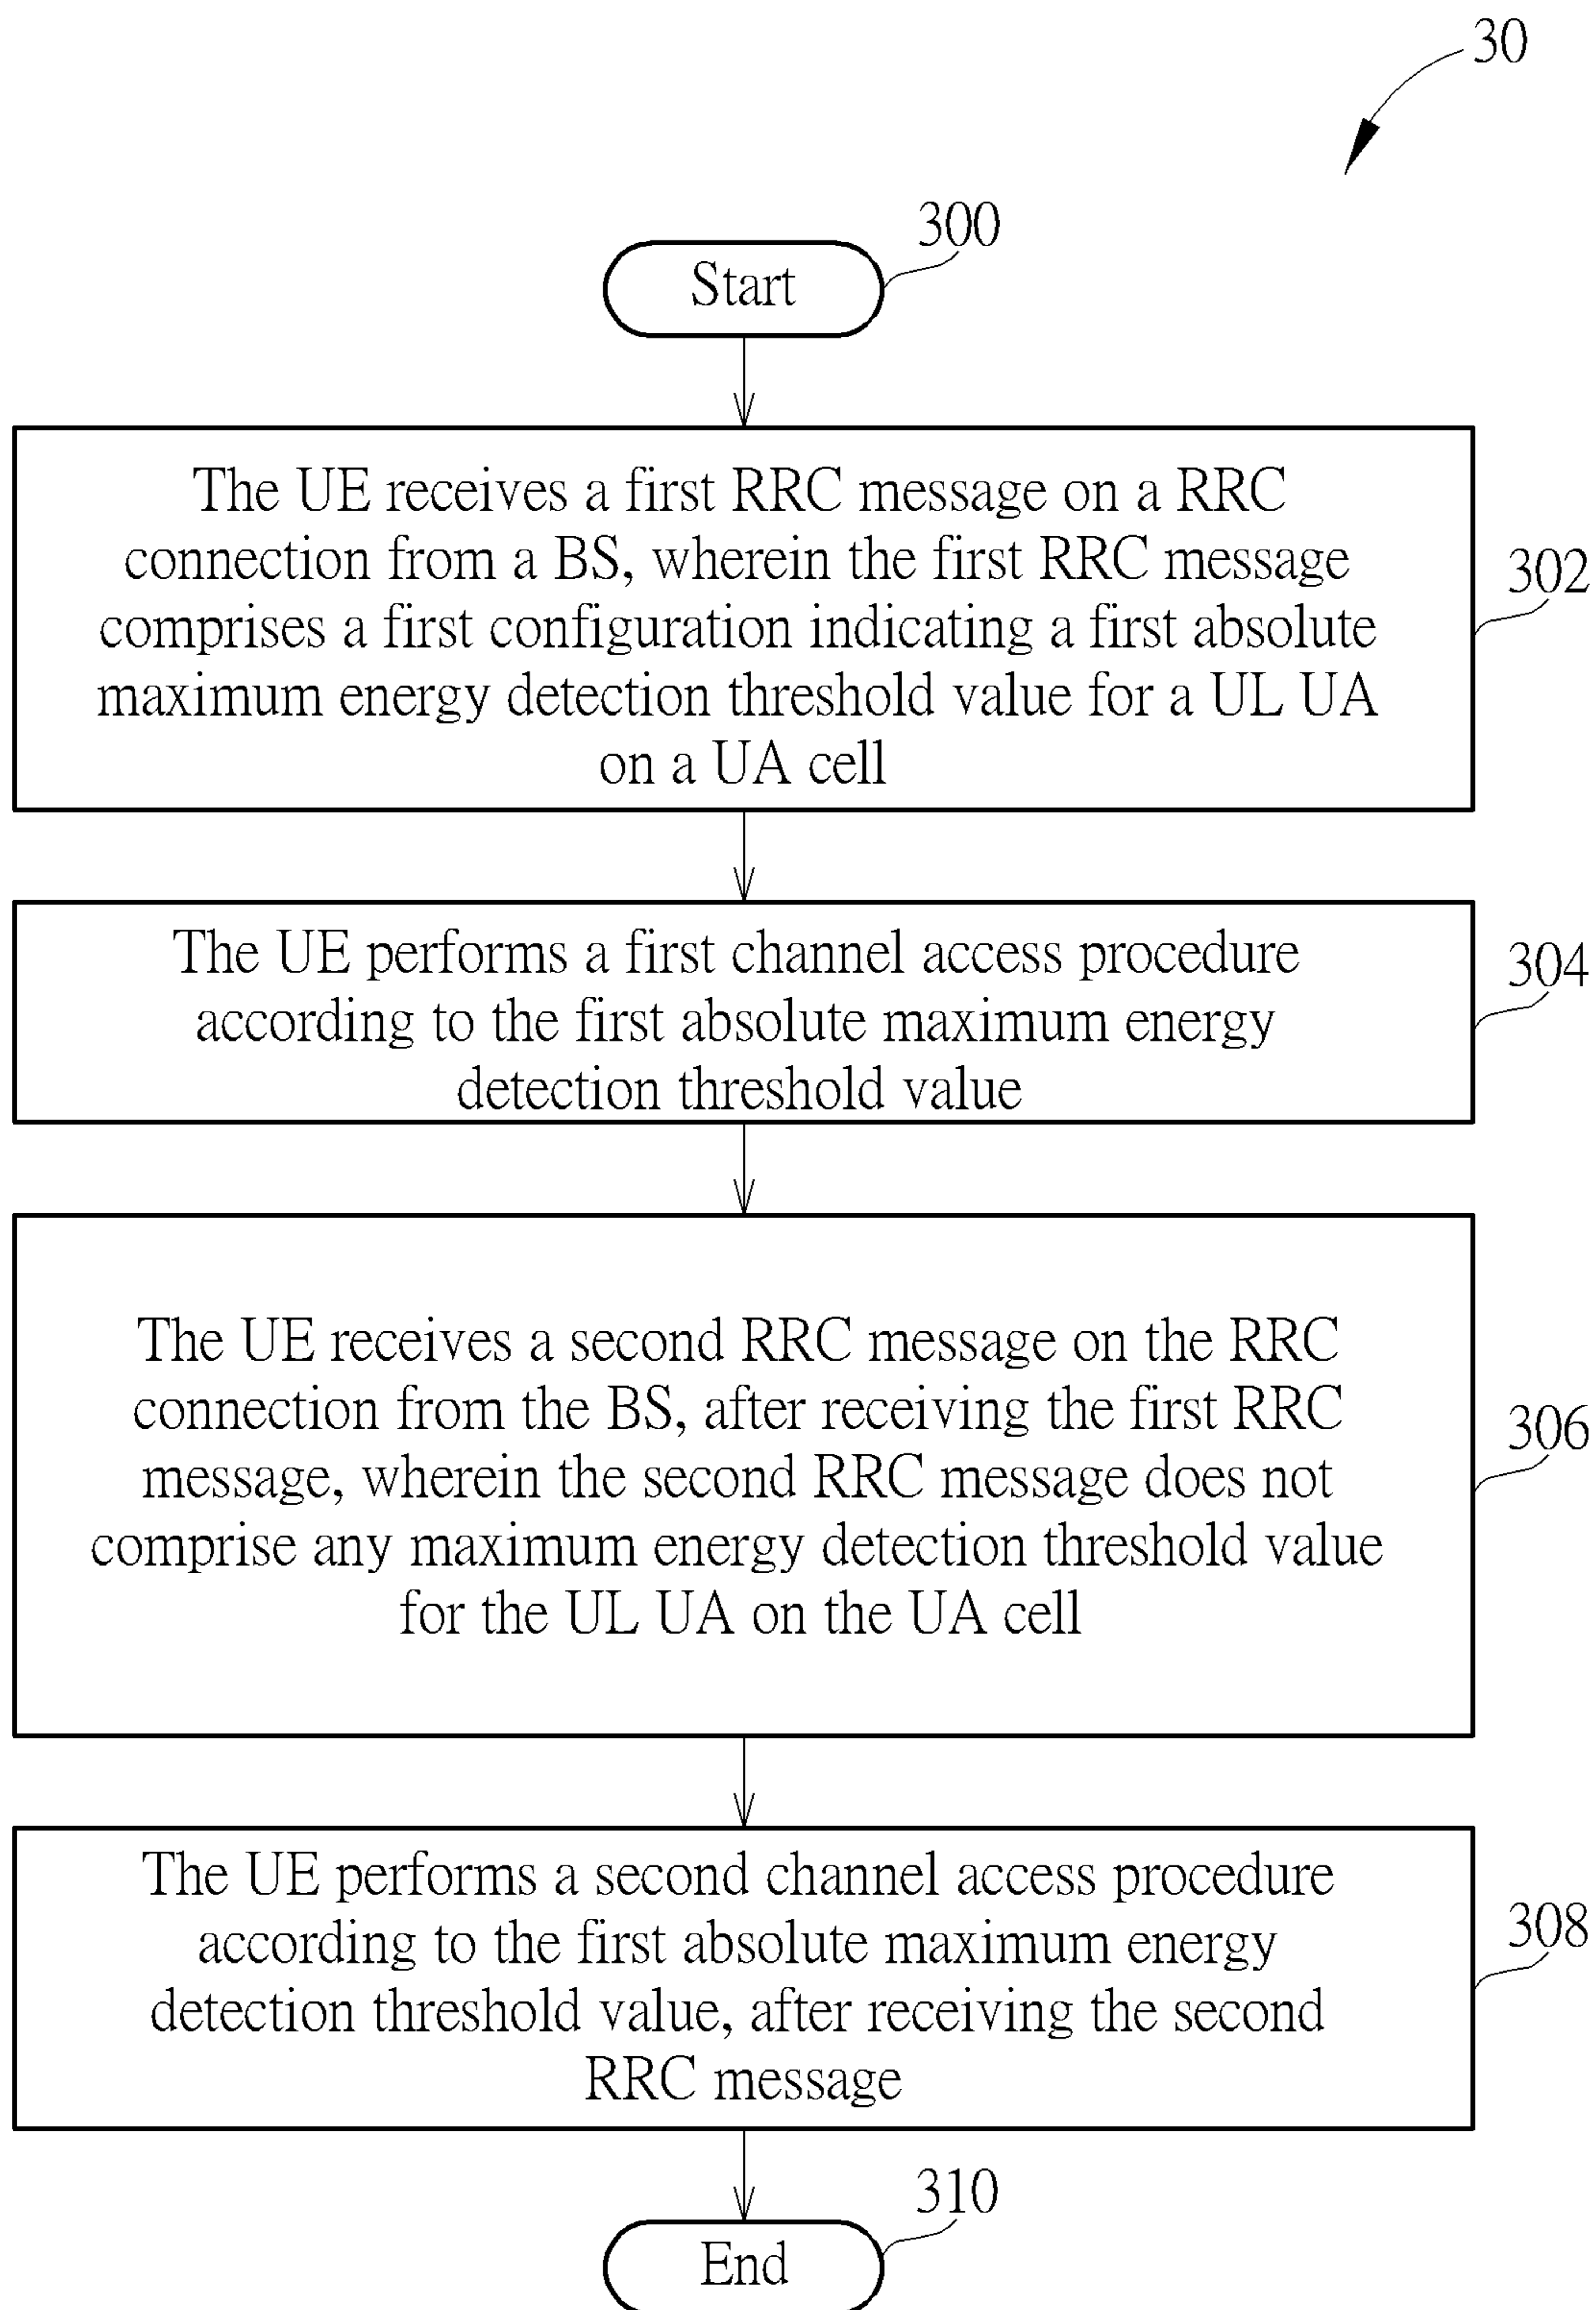 30
300
Start
The UE receives a first RRC message on a RRC
connection from a BS, wherein the first RRC message
comprises a first configuration indicating a first absolute
maximum energy detection threshold value for a UL UA
on a UA cell
302
The UE performs a first channel access procedure
according to the first absolute maximum energy
detection threshold value
304
The UE receives a second RRC message on the RRC
connection from the BS, after receiving the first RRC
message, wherein the second RRC message does not
comprise any maximum energy detection threshold value
for the UL UA on the UA cell
306
The UE performs a second channel access procedure
according to the first absolute maximum energy
detection threshold value, after receiving the second
RRC message
308
310
End